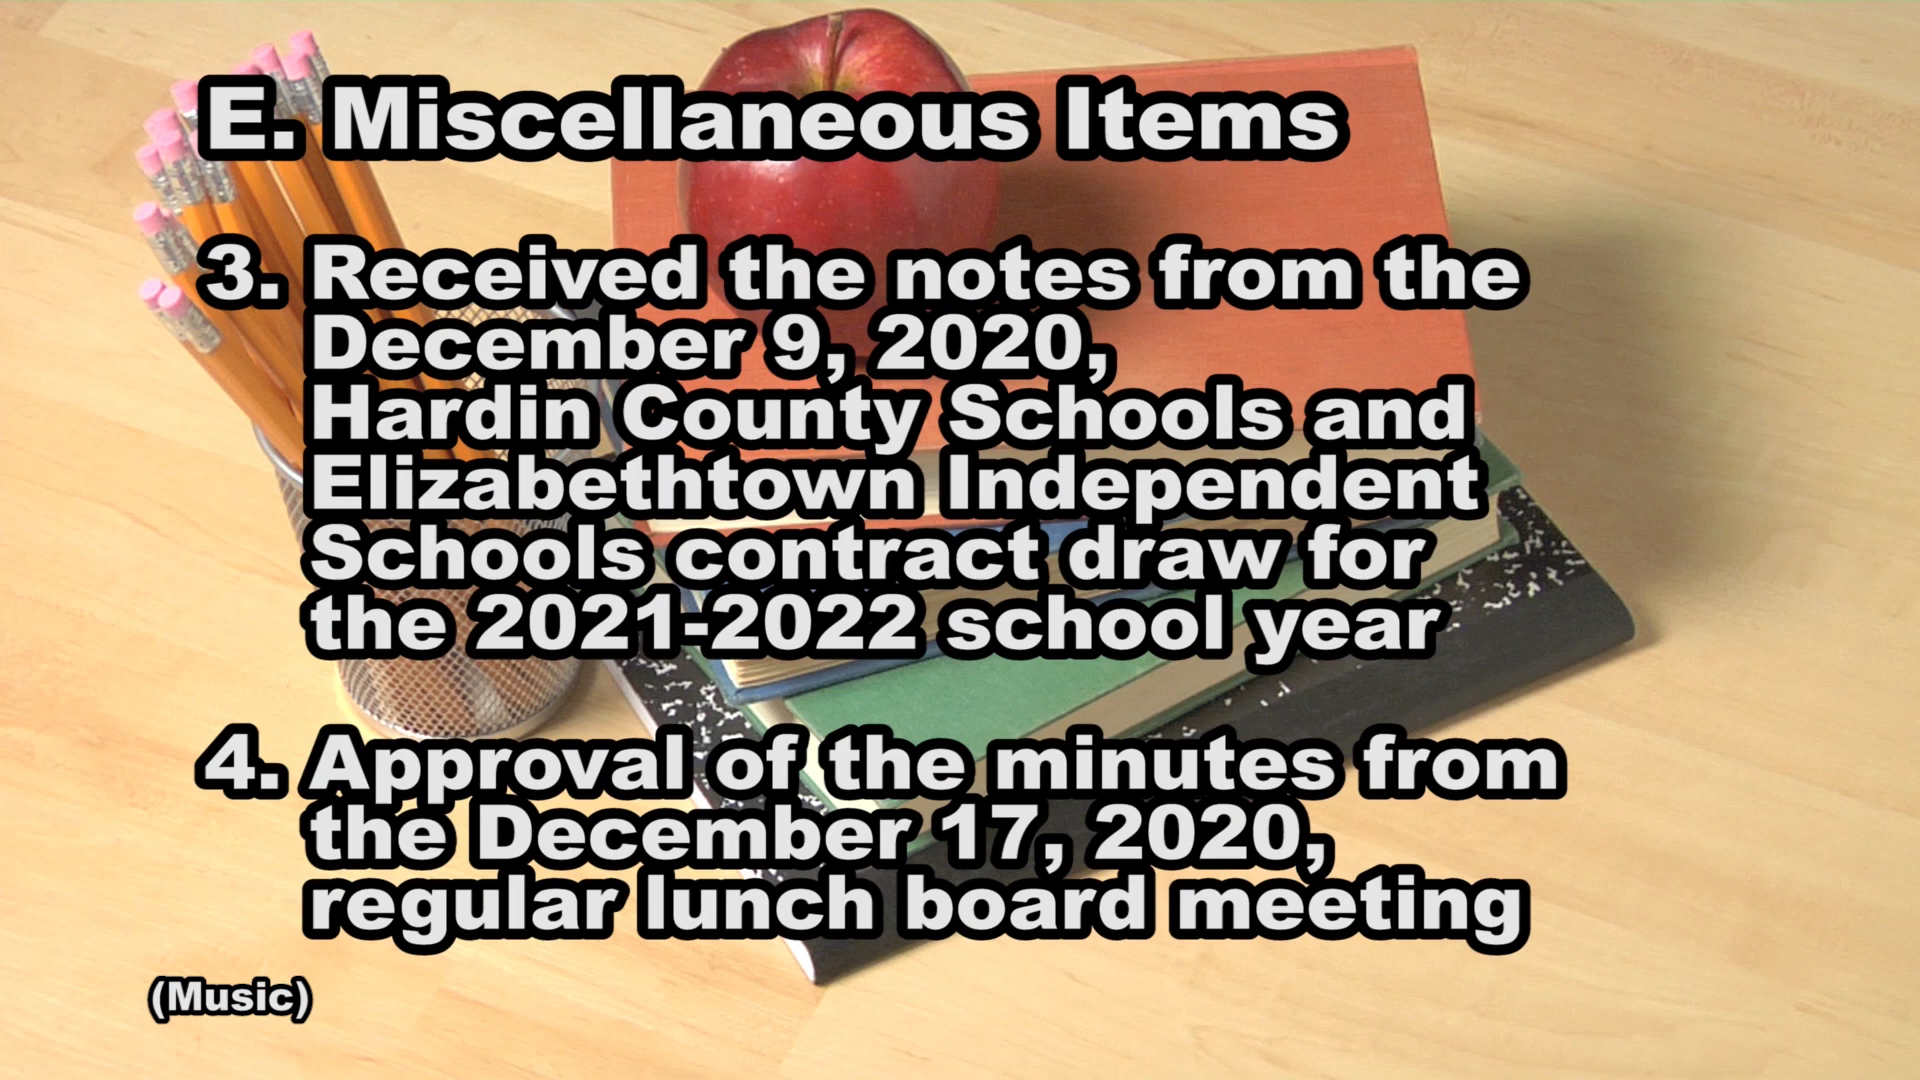 E. Miscellaneous Items
3. Received the notes from the
December 9, 2020,
Hardin County Schools and
Elizabethtown Independent
Schools contract draw for
the 2021-2022 school year
4. Approval of the minutes from
the December 17, 2020,
regular lunch board meeting
(Music)